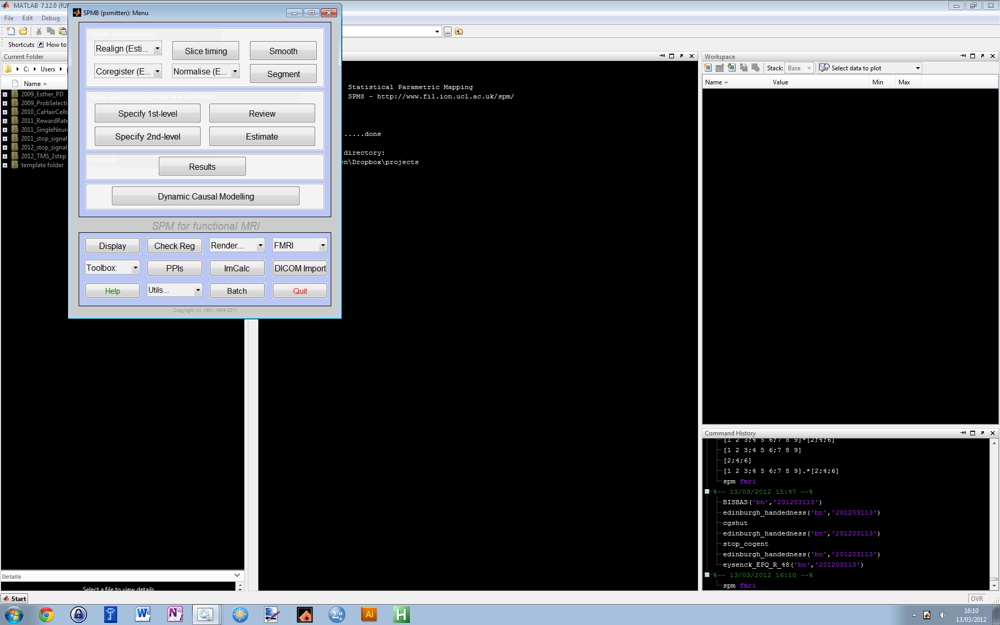 MATLAB 7.12.0 (R20
File Edit Debug
Shortcuts How to
Current Folder
C: Users
Name
2009_Esther_PD
2009_ProbSelecti
2010_CaHairCells
2011_RewardRate
2011_SingleNeur
2011_stop_signal
2012_stop_signal_
2012_TMS_2step
template folder
Details
Select a file to view details
SPM8 (psmitten): Menu
Spatial pre-processing
Realign (Esti... Slice timing Smooth
Coregister (E... Normalise (E... Segment
Model specification, review and estimation
Specify 1st-level Review
Specify 2nd-level Estimate
Inference
Results
Dynamic Causal Modelling
SPM for functional MRI
Display Check Reg Render... FMRI
Toolbox: PPIs ImCalc DICOM Import
Help Utils... Batch Quit
Copyright (c) 1991,1994-2011
Statistical Parametric Mapping
SPM8 - http://www.fil.ion.ucl.ac.uk/spm/
.....done
directory:
en\Dropbox\projects
Workspace
Stack: Base Select data to plot
Name Value Min Max
Command History
[1 2 3;4 5 6;7 8 9]*[2;4;6]
[1 2 3;4 5 6;7 8 9]
[2;4;6]
[1 2 3;4 5 6;7 8 9].*[2;4;6]
spm fmri
%-- 13/03/2012 15:47 --%
BISBAS('bn','201203113')
edinburgh_handedness('bn','201203113')
cgshut
edinburgh_handedness('bn','201203113')
stop_cogent
edinburgh_handedness('bn','201203113')
eysenck_EPQ_R_48('bn','201203113')
%-- 13/03/2012 16:10 --%
spm fmri
Start
OVR
16:10
13/03/2012